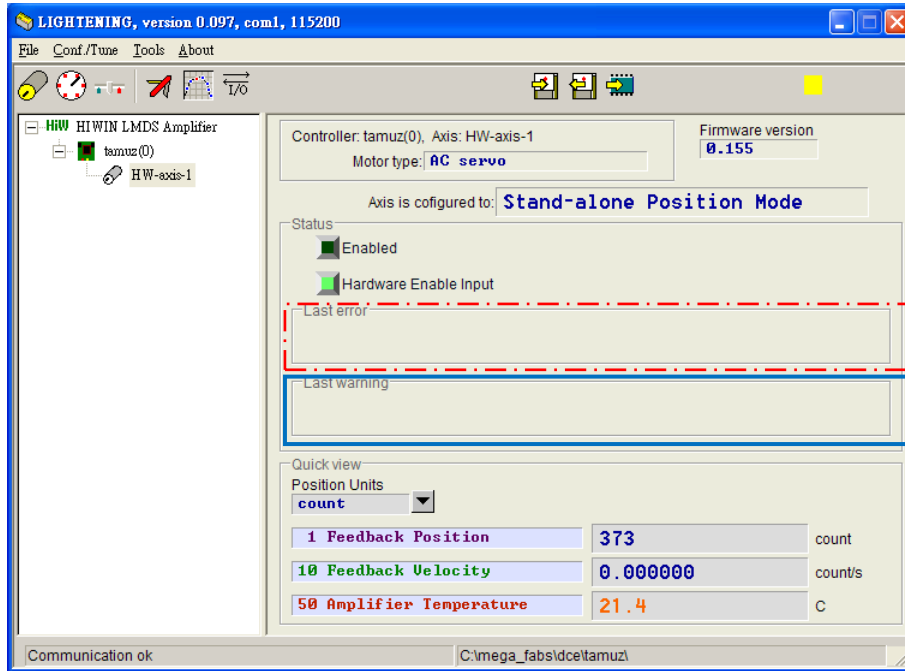 LIGHTENING, version 0.097, com1, 115200
File Conf./Tune Tools About
I/O
HiW HIWIN LMDS Amplifier
tamuz(0)
HW-axis-1
Controller: tamuz(0), Axis: HW-axis-1
Motor type: AC servo
Firmware version
0.155
Axis is cofigured to: Stand-alone Position Mode
Status
Enabled
Hardware Enable Input
Last error
Last warning
Quick view
Position Units
count
1 Feedback Position 373 count
10 Feedback Velocity 0.000000 count/s
50 Amplifier Temperature 21.4 C
Communication ok C:\mega_fabs\dce\tamuz\